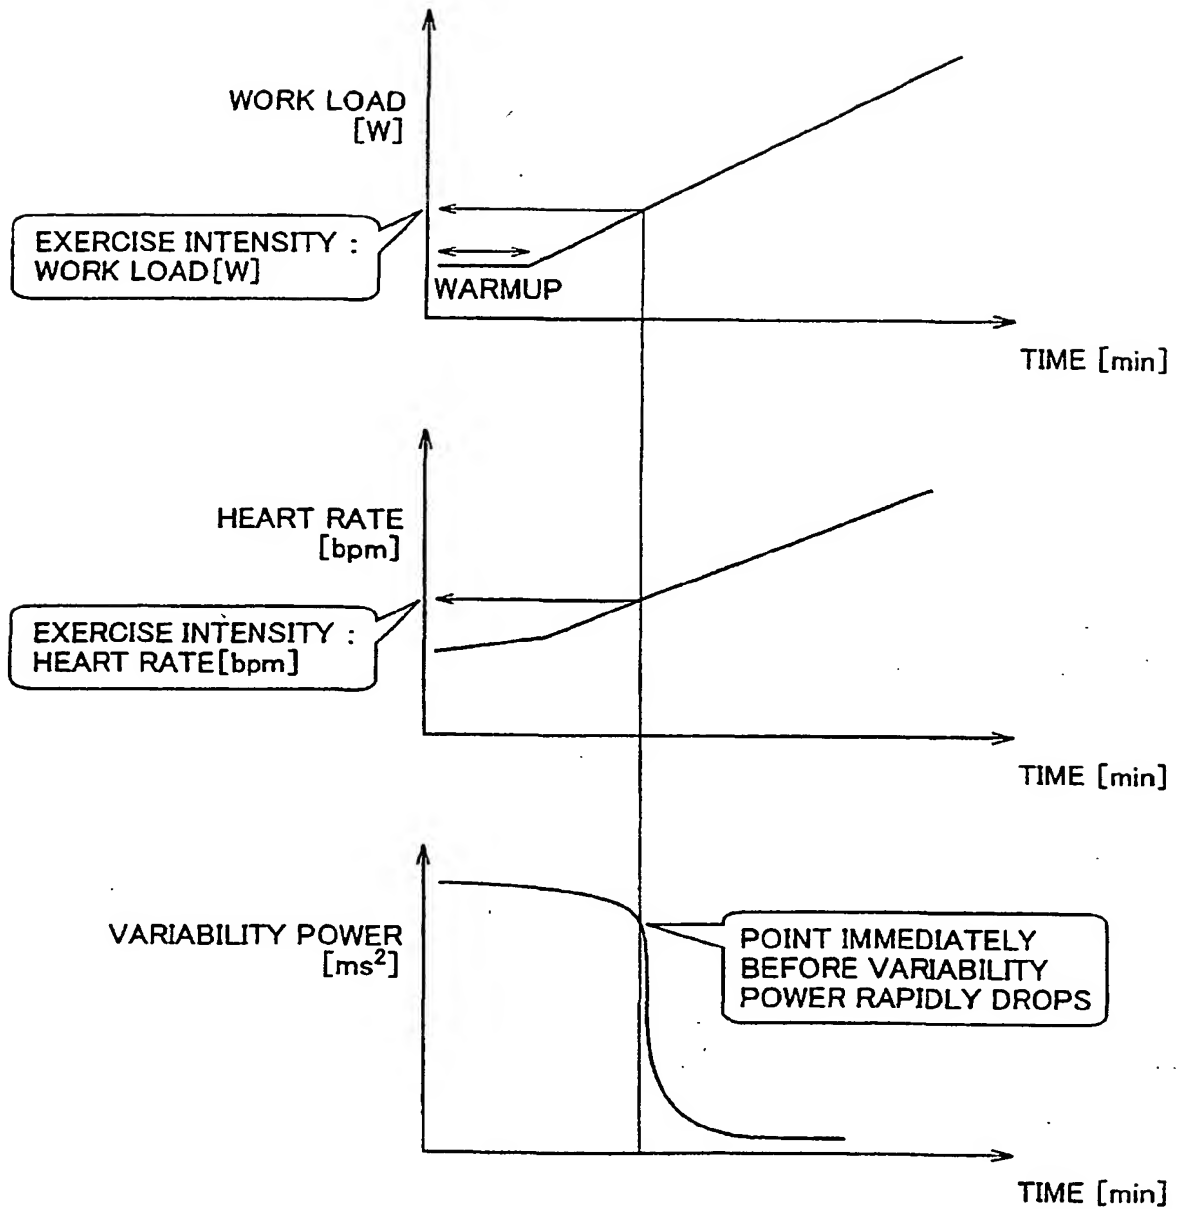 WORK LOAD
[W]
EXERCISE INTENSITY :
WORK LOAD[W]
WARMUP
TIME [min]
HEART RATE
[bpm]
EXERCISE INTENSITY :
HEART RATE[bpm]
TIME [min]
VARIABILITY POWER
[ms²]
POINT IMMEDIATELY
BEFORE VARIABILITY
POWER RAPIDLY DROPS
TIME [min]